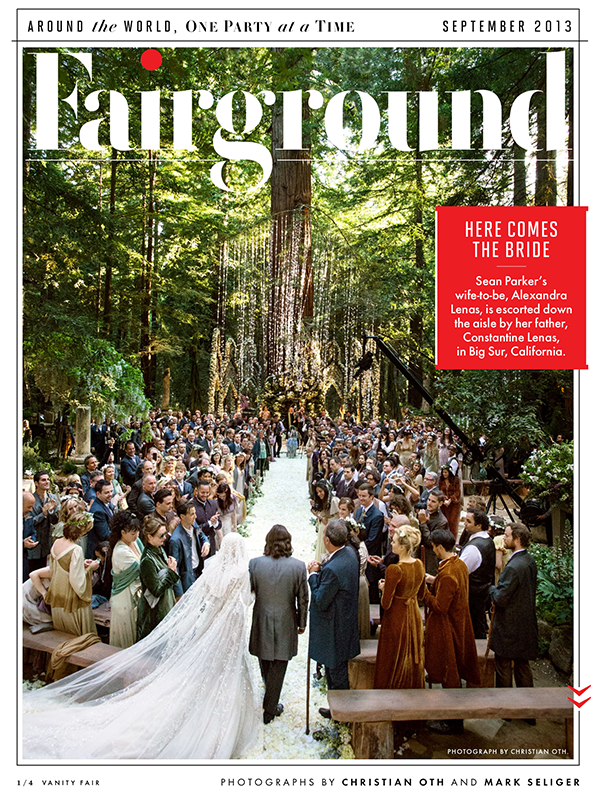 AROUND the WORLD, ONE PARTY at a TIME
SEPTEMBER 2013
Fairground
HERE COMES
THE BRIDE
Sean Parker's
wife-to-be, Alexandra
Lenas, is escorted down
the aisle by her father,
Constantine Lenas,
in Big Sur, California.
PHOTOGRAPH BY CHRISTIAN OTH.
1/4 VANITY FAIR
PHOTOGRAPHS BY CHRISTIAN OTH AND MARK SELIGER